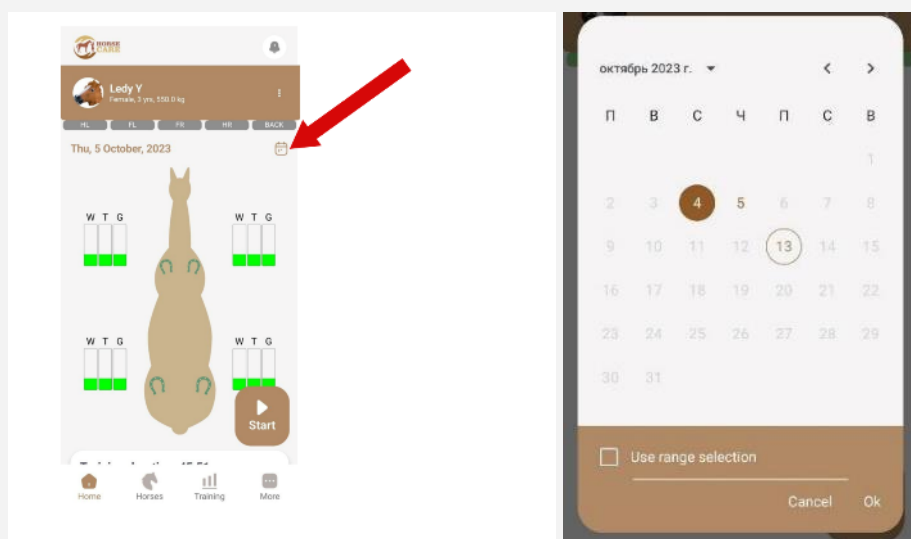 HORSE
CARE
Ledy Y
Female, 3 yrs, 550.0 kg
HL FL FR HR BACK
Thu, 5 October, 2023
W T G W T G
W T G W T G
Start
Home Horses Training More
октябрь 2023 г.
П В С Ч П С В
1
2 3 4 5 6 7 8
9 10 11 12 13 14 15
16 17 18 19 20 21 22
23 24 25 26 27 28 29
30 31
Use range selection
Cancel Ok